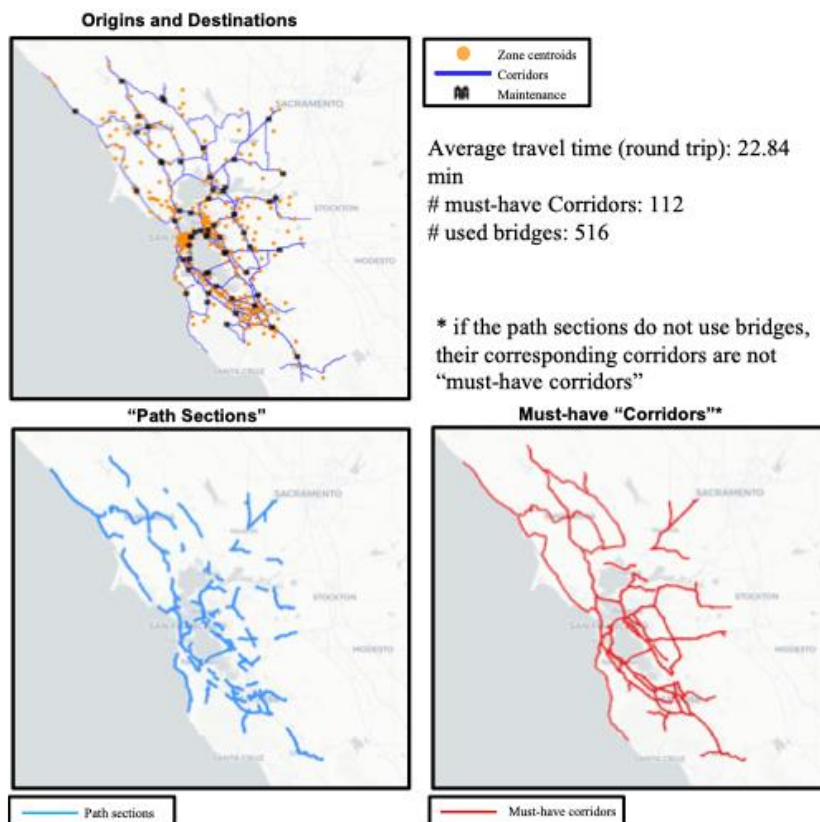 Origins and Destinations
Zone centroids
Corridors
Maintenance
SACRAMENTO
STOCKTON
MODESTO
SANTA CRUZ
Average travel time (round trip): 22.84
min
# must-have Corridors: 112
# used bridges: 516
* if the path sections do not use bridges,
their corresponding corridors are not
“must-have corridors”
“Path Sections”
SACRAMENTO
STOCKTON
MODESTO
SANTA CRUZ
Path sections
Must-have “Corridors”*
SACRAMENTO
STOCKTON
MODESTO
SANTA CRUZ
Must-have corridors